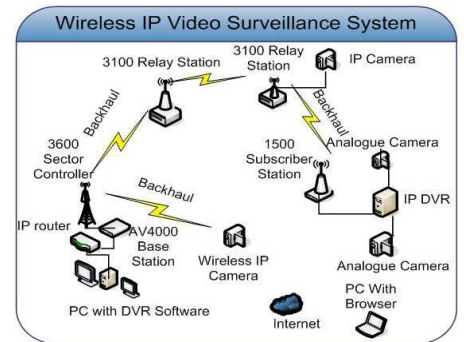 Wireless IP Video Surveillance System
3100 Relay Station
3100 Relay
Station
IP Camera
Backhaul
Backhaul
3600
Sector
Controller
1500
Subscriber
Station
Analogue Camera
Backhaul
IP DVR
IP router
AV4000
Base
Station
Wireless IP
Camera
Analogue Camera
PC with DVR Software
Internet
PC With
Browser